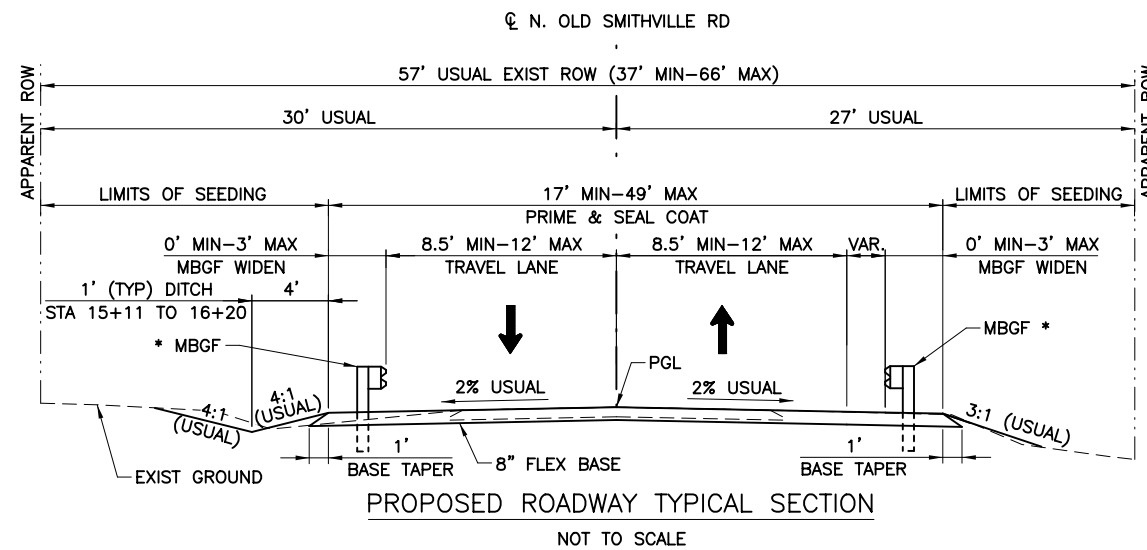 ℄ N. OLD SMITHVILLE RD
57' USUAL EXIST ROW (37' MIN-66' MAX)
30' USUAL
27' USUAL
APPARENT ROW
APPARENT ROW
LIMITS OF SEEDING
17' MIN-49' MAX
PRIME & SEAL COAT
LIMITS OF SEEDING
0' MIN-3' MAX
MBGF WIDEN
8.5' MIN-12' MAX
TRAVEL LANE
8.5' MIN-12' MAX
TRAVEL LANE
VAR.
0' MIN-3' MAX
MBGF WIDEN
1' (TYP) DITCH
STA 15+11 TO 16+20
4'
* MBGF
MBGF *
PGL
2% USUAL
2% USUAL
4:1
(USUAL)
4:1
(USUAL)
3:1 (USUAL)
1'
BASE TAPER
1'
BASE TAPER
8" FLEX BASE
EXIST GROUND
PROPOSED ROADWAY TYPICAL SECTION
NOT TO SCALE